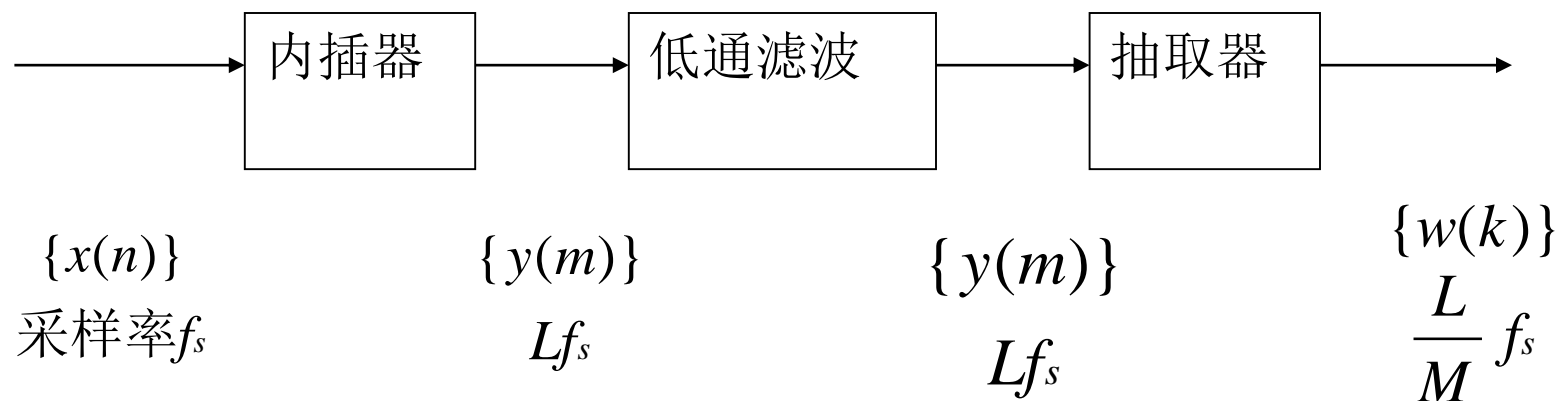 内插器
低通滤波
抽取器
{x(n)}
{y(m)}
{y(m)}
{w(k)}
采样率fs
Lfs
Lfs
L
M
fs